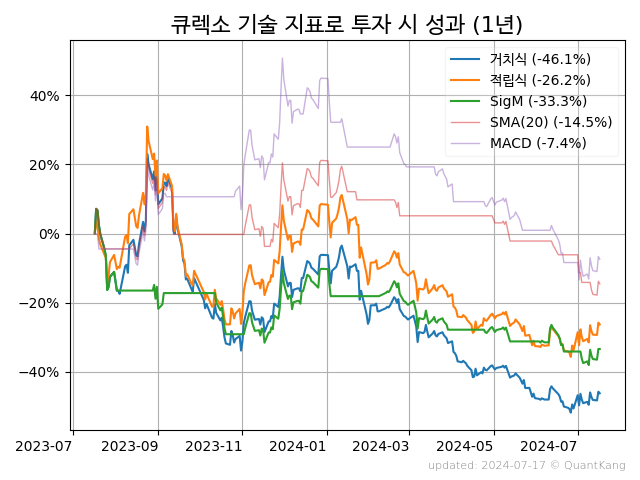 큐렉소 기술 지표로 투자 시 성과 (1년)
거치식 (-46.1%)
적립식 (-26.2%)
SigM (-33.3%)
SMA(20) (-14.5%)
MACD (-7.4%)
40%
20%
0%
−20%
−40%
2023-07 2023-09 2023-11 2024-01 2024-03 2024-05 2024-07
updated: 2024-07-17 © QuantKang